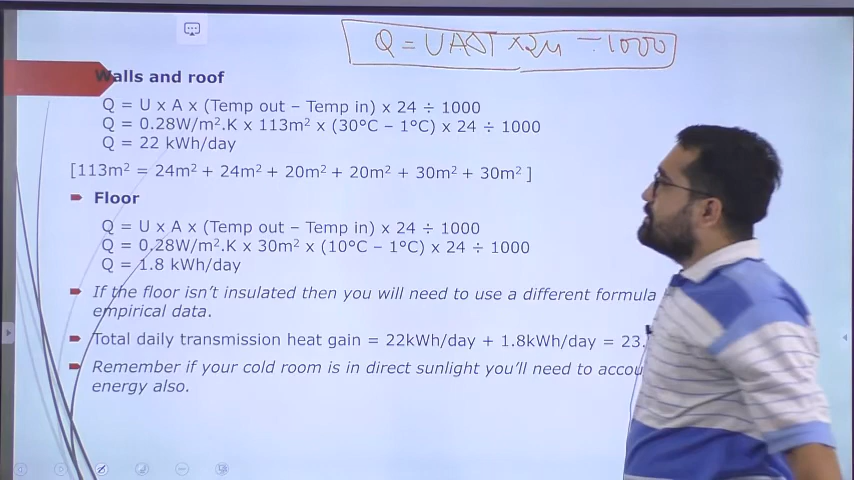 Q = UAΔT x 24 ÷ 1000
Walls and roof
Q = U x A x (Temp out – Temp in) x 24 ÷ 1000
Q = 0.28W/m².K x 113m² x (30°C – 1°C) x 24 ÷ 1000
Q = 22 kWh/day
[113m² = 24m² + 24m² + 20m² + 20m² + 30m² + 30m² ]
Floor
Q = U x A x (Temp out – Temp in) x 24 ÷ 1000
Q = 0.28W/m².K x 30m² x (10°C – 1°C) x 24 ÷ 1000
Q = 1.8 kWh/day
If the floor isn't insulated then you will need to use a different formula
empirical data.
Total daily transmission heat gain = 22kWh/day + 1.8kWh/day = 23.
Remember if your cold room is in direct sunlight you'll need to accou
energy also.